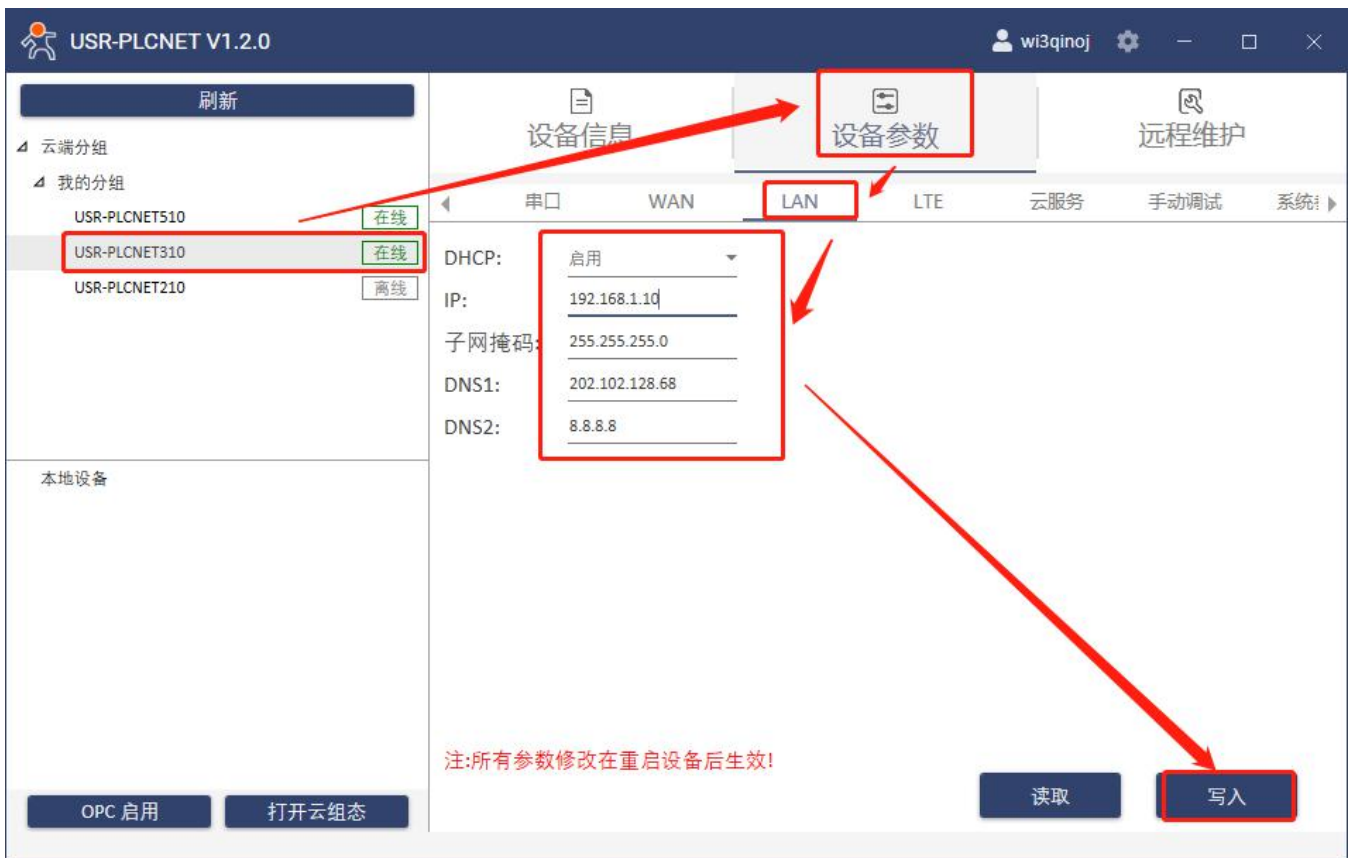 USR-PLCNET V1.2.0
wi3qinoj
刷新
云端分组
我的分组
USR-PLCNET510 在线
USR-PLCNET310 在线
USR-PLCNET210 离线
本地设备
OPC 启用
打开云组态
设备信息
设备参数
远程维护
串口 WAN LAN LTE 云服务 手动调试 系统
DHCP: 启用
IP: 192.168.1.10
子网掩码: 255.255.255.0
DNS1: 202.102.128.68
DNS2: 8.8.8.8
注:所有参数修改在重启设备后生效!
读取
写入